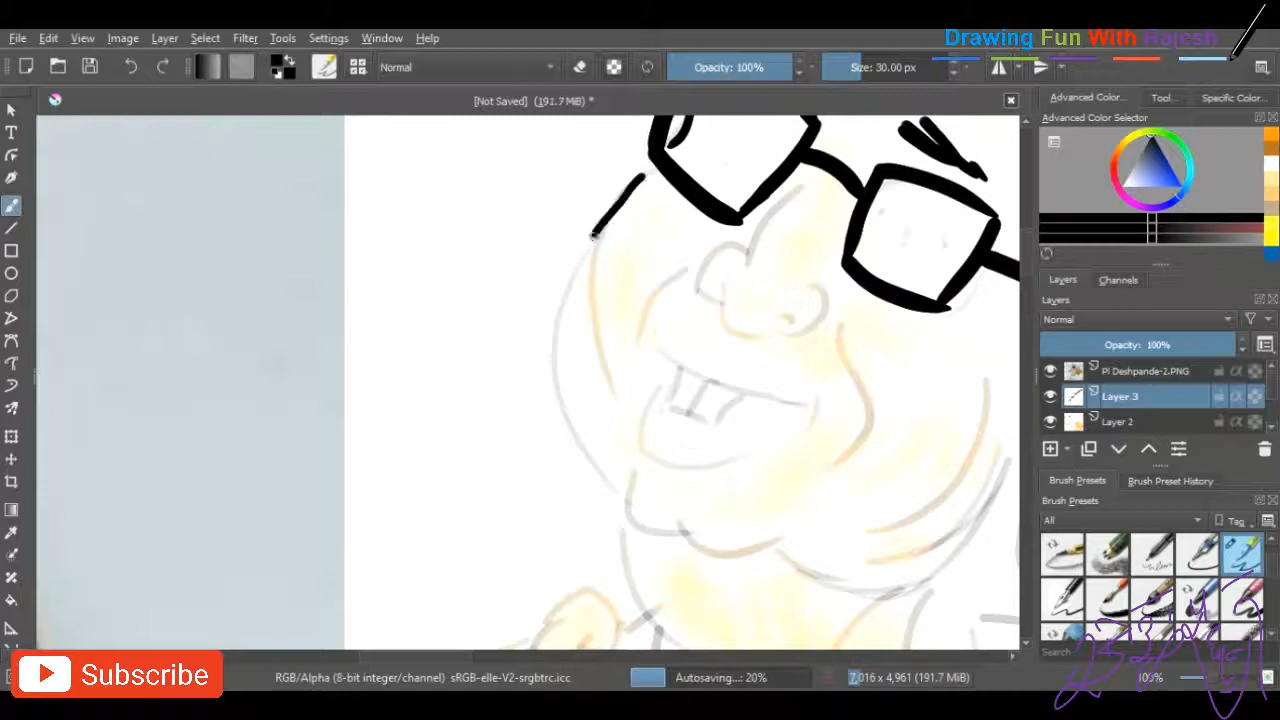 Drawing Fun With Rajesh
File Edit View Image Layer Select Filter Tools Settings Window Help
Normal
Opacity: 100%
Size: 30.00 px
[Not Saved] (191.7 MiB) *
Advanced Color... Tool... Specific Color...
Advanced Color Selector
Layers Channels
Layers
Normal
Opacity: 100%
Pl Deshpande-2.PNG
Layer 3
Layer 2
Brush Presets Brush Preset History
Brush Presets
All
Tag
Search
Subscribe
RGB/Alpha (8-bit integer/channel) sRGB-elle-V2-srgbtrc.icc
Autosaving...: 20%
7,016 x 4,961 (191.7 MiB)
100%